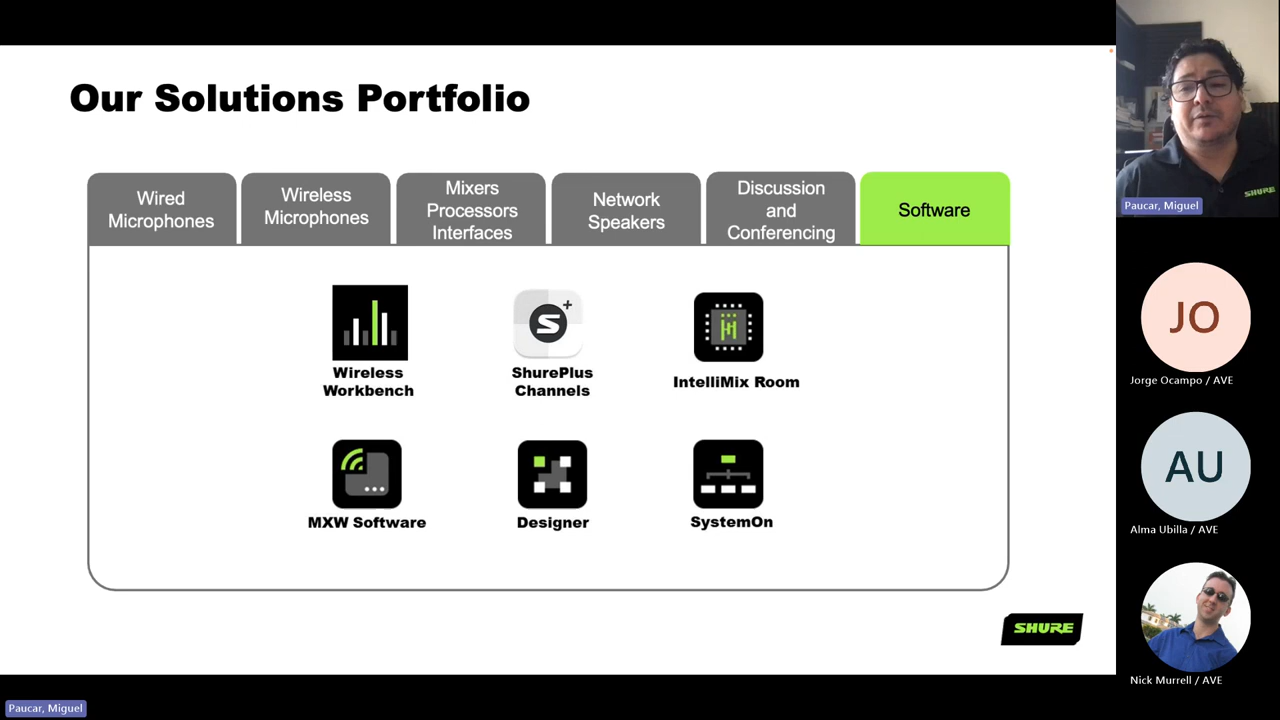 Our Solutions Portfolio
Wired
Microphones
Wireless
Microphones
Mixers
Processors
Interfaces
Network
Speakers
Discussion
and
Conferencing
Software
Wireless
Workbench
S+
ShurePlus
Channels
IntelliMix Room
MXW Software
Designer
SystemOn
SHURE
SHURE
Paucar, Miguel
JO
Jorge Ocampo / AVE
AU
Alma Ubilla / AVE
Nick Murrell / AVE
Paucar, Miguel